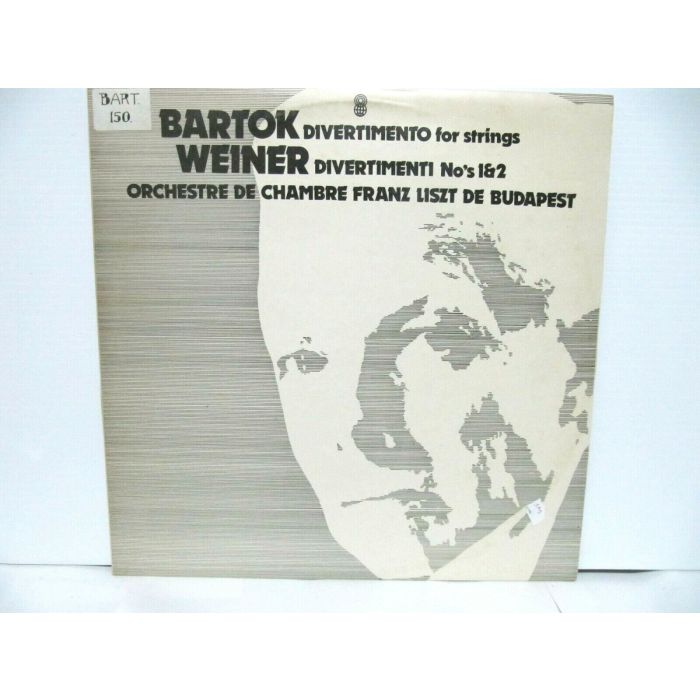 BART.
150.
BARTOK DIVERTIMENTO for strings
WEINER DIVERTIMENTI No's 1&2
ORCHESTRE DE CHAMBRE FRANZ LISZT DE BUDAPEST